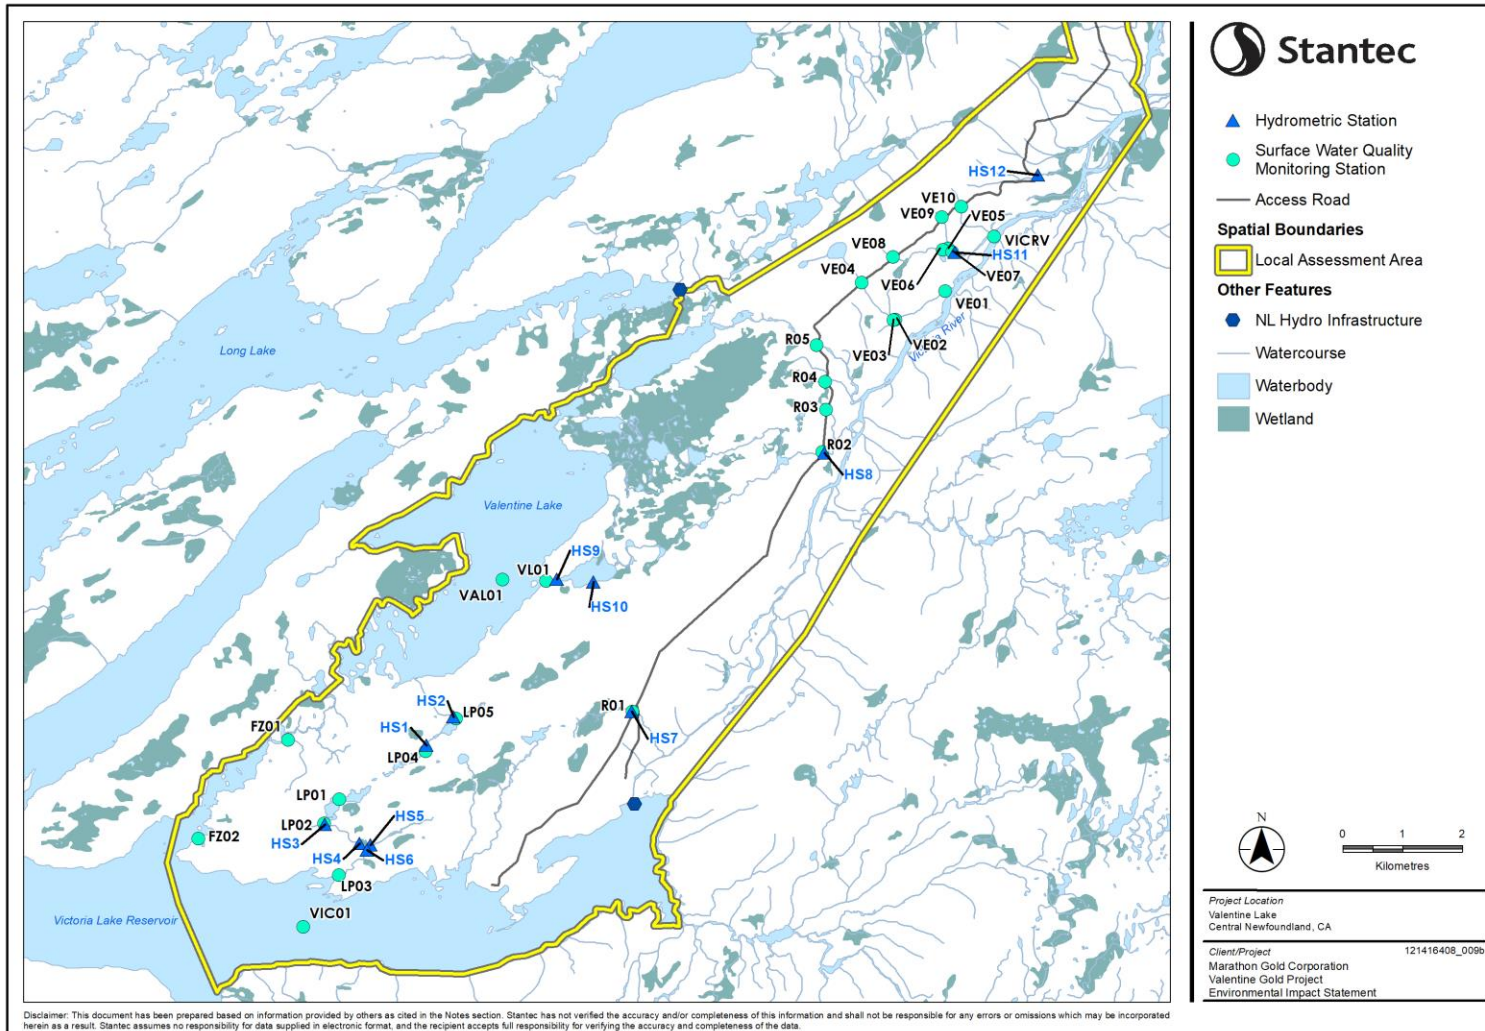 Stantec
Hydrometric Station
Surface Water Quality
Monitoring Station
Access Road
Spatial Boundaries
Local Assessment Area
Other Features
NL Hydro Infrastructure
Watercourse
Waterbody
Wetland
HS12
VE10
VE09
VE05
VICRV
VE08
HS11
VE07
VE04
VE06
VE01
Long Lake
R05
VE03
VE02
R04
R03
R02
HS8
Valentine Lake
HS9
VL01
VAL01
HS10
HS2
LP05
R01
FZ01
HS1
HS7
LP04
LP01
HS5
LP02
FZ02
HS3
HS4
HS6
LP03
Victoria Lake Reservoir
VIC01
N
0 1 2
Kilometres
Project Location
Valentine Lake
Central Newfoundland, CA
Client/Project 121416408_009b
Marathon Gold Corporation
Valentine Gold Project
Environmental Impact Statement
Disclaimer: This document has been prepared based on information provided by others as cited in the Notes section. Stantec has not verified the accuracy and/or completeness of this information and shall not be responsible for any errors or omissions which may be incorporated
herein as a result. Stantec assumes no responsibility for data supplied in electronic format, and the recipient accepts full responsibility for verifying the accuracy and completeness of the data.